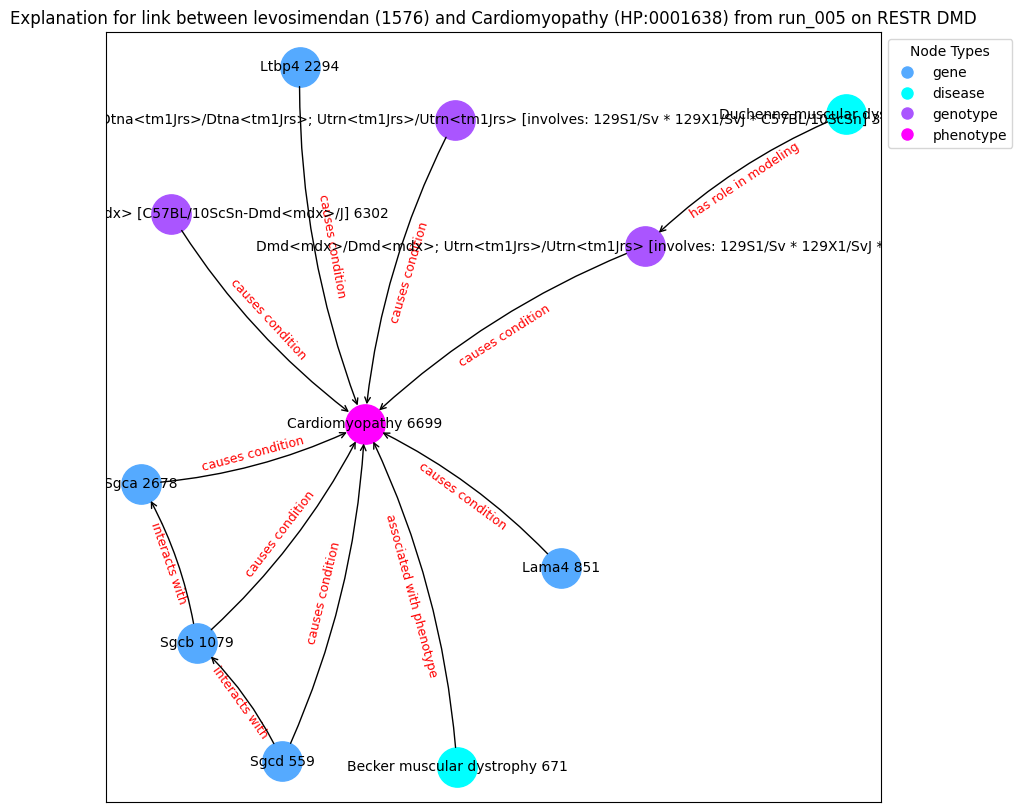 Explanation for link between levosimendan (1576) and Cardiomyopathy (HP:0001638) from run_005 on RESTR DMD
Node Types
gene
disease
genotype
phenotype
Ltbp4 2294
Dtna<tm1Jrs>/Dtna<tm1Jrs>; Utrn<tm1Jrs>/Utrn<tm1Jrs> [involves: 129S1/Sv * 129X1/SvJ * C57BL/10ScSn]
Duchenne muscular dys
has role in modeling
dx> [C57BL/10ScSn-Dmd<mdx>/J] 6302
causes condition
causes condition
Dmd<mdx>/Dmd<mdx>; Utrn<tm1Jrs>/Utrn<tm1Jrs> [involves: 129S1/Sv * 129X1/SvJ *
causes condition
causes condition
Cardiomyopathy 6699
causes condition
Sgca 2678
causes condition
causes condition
interacts with
Lama4 851
causes condition
associated with phenotype
Sgcb 1079
interacts with
Sgcd 559
Becker muscular dystrophy 671